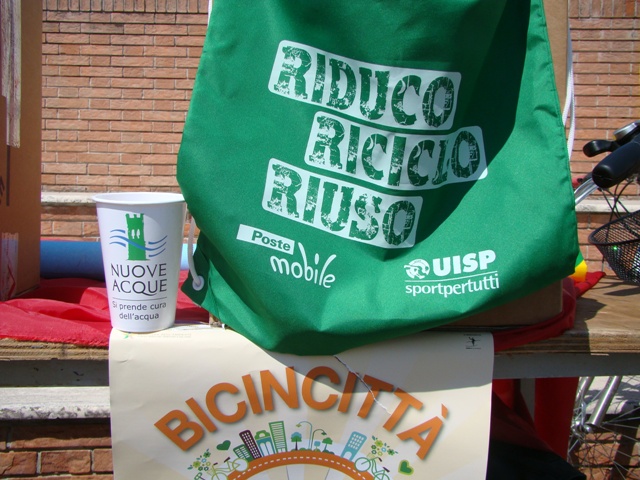 RIDUCO
RICICLO
RIUSO
Poste
mobile
UISP
sportpertutti
NUOVE
ACQUE
Si prende cura
dell'acqua
BICINCITTÀ